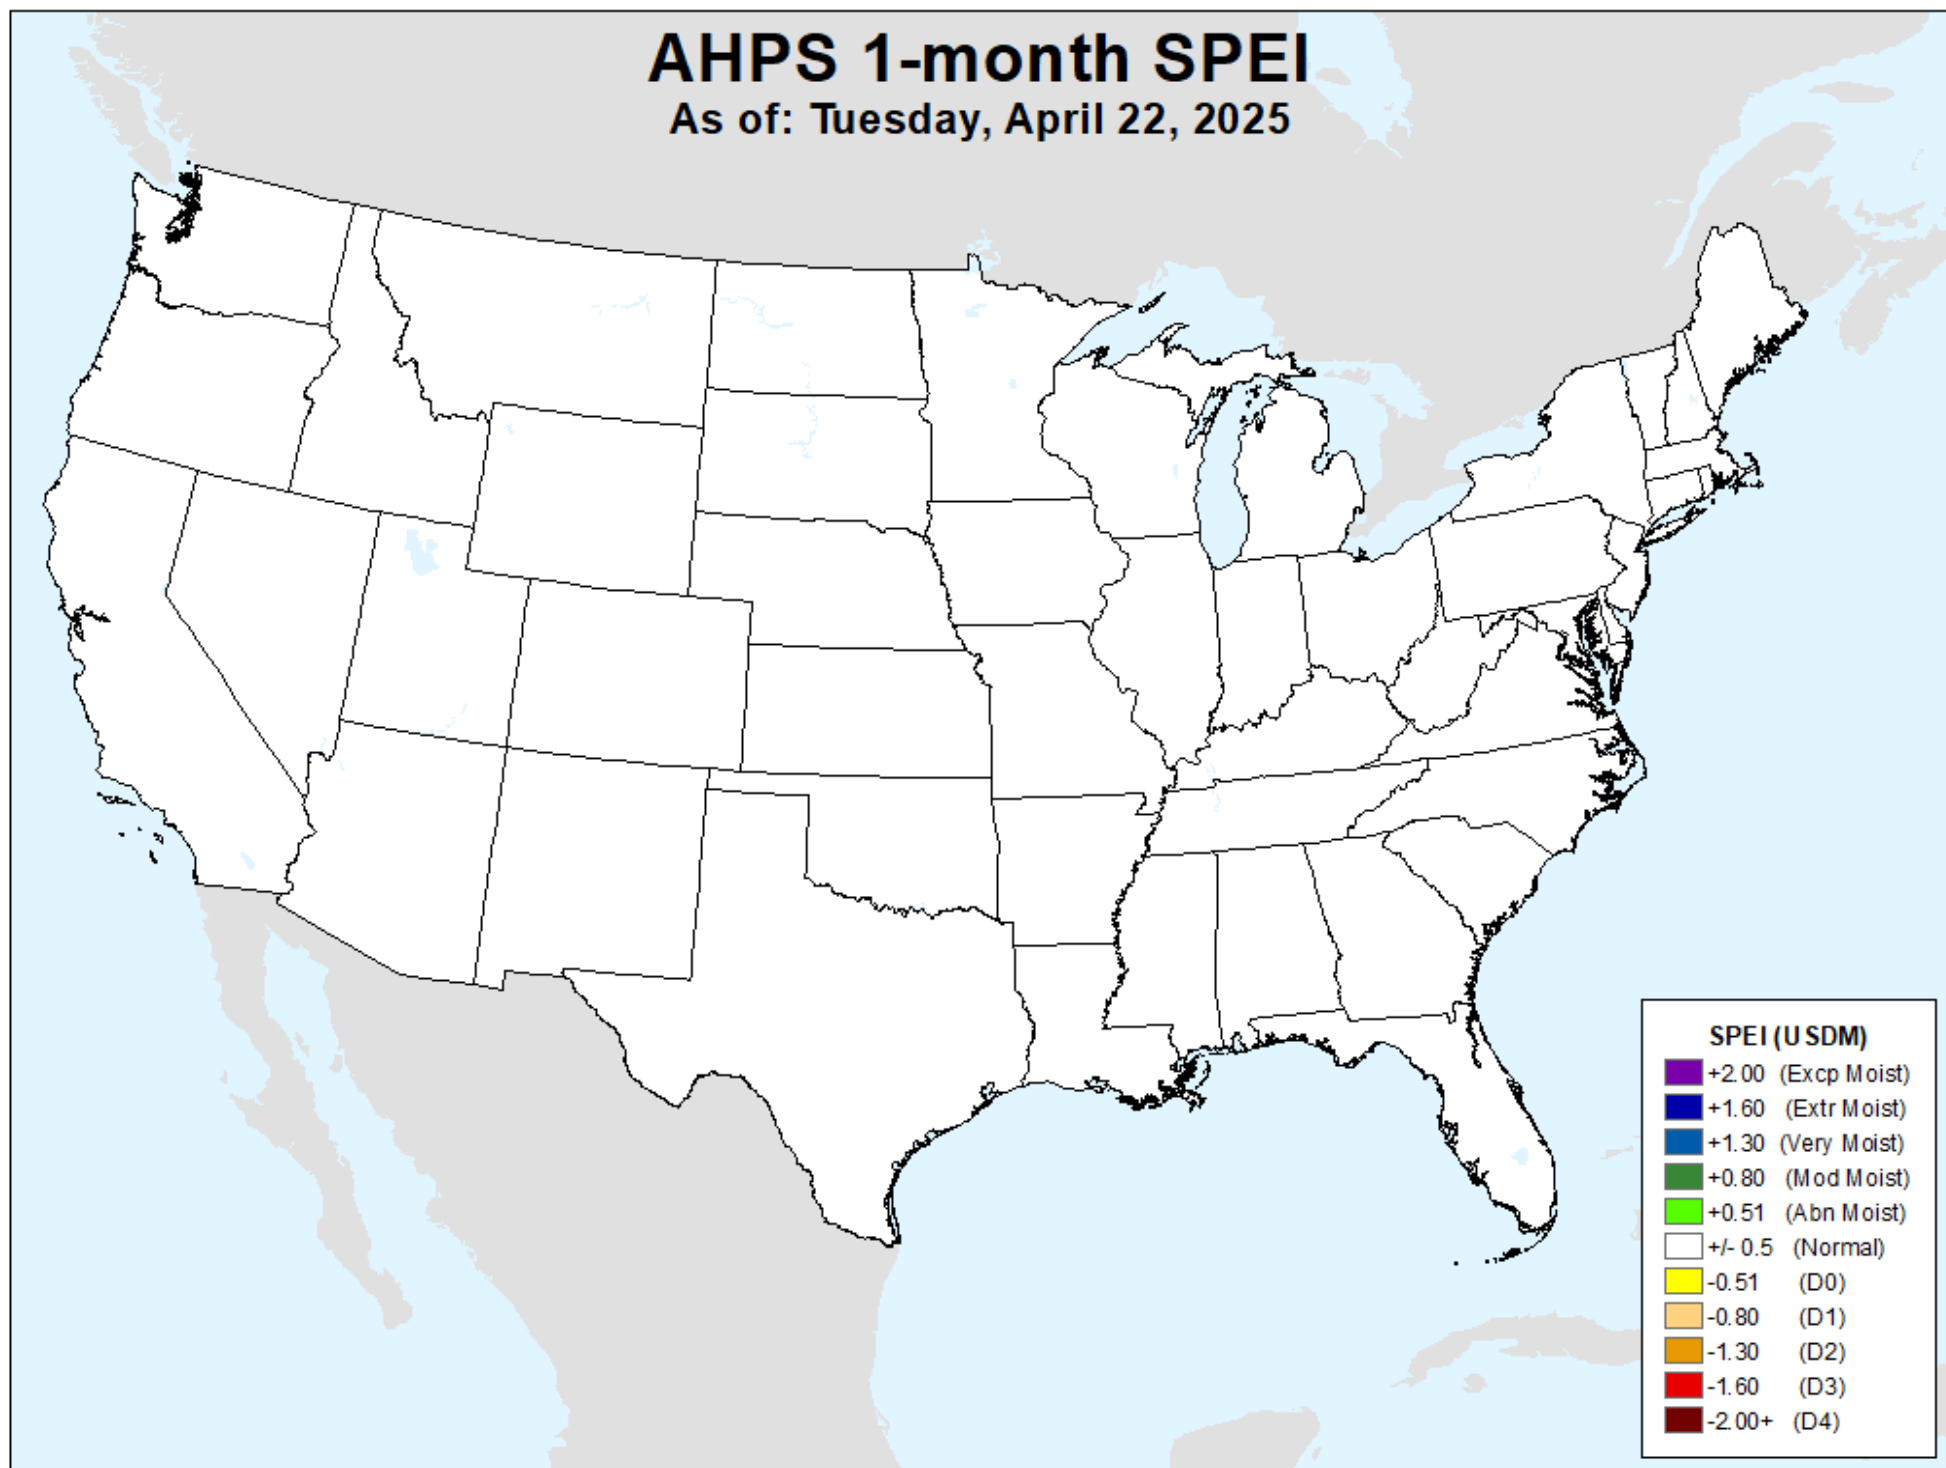 AHPS 1-month SPEI
As of: Tuesday, April 22, 2025
SPEI (USDM)
+2.00 (Excp Moist)
+1.60 (Extr Moist)
+1.30 (Very Moist)
+0.80 (Mod Moist)
+0.51 (Abn Moist)
+/- 0.5 (Normal)
-0.51 (D0)
-0.80 (D1)
-1.30 (D2)
-1.60 (D3)
-2.00+ (D4)